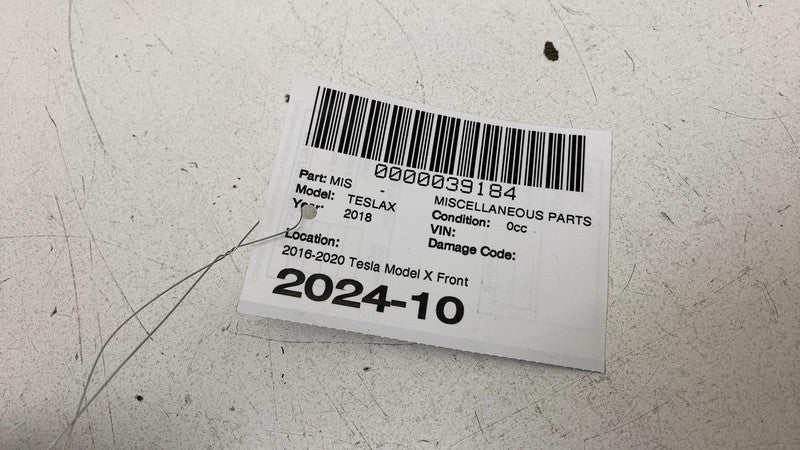 0000039184
Part: MIS - MISCELLANEOUS PARTS
Model: TESLAX Condition: 0cc
Year: 2018 VIN:
Damage Code:
Location:
2016-2020 Tesla Model X Front
2024-10